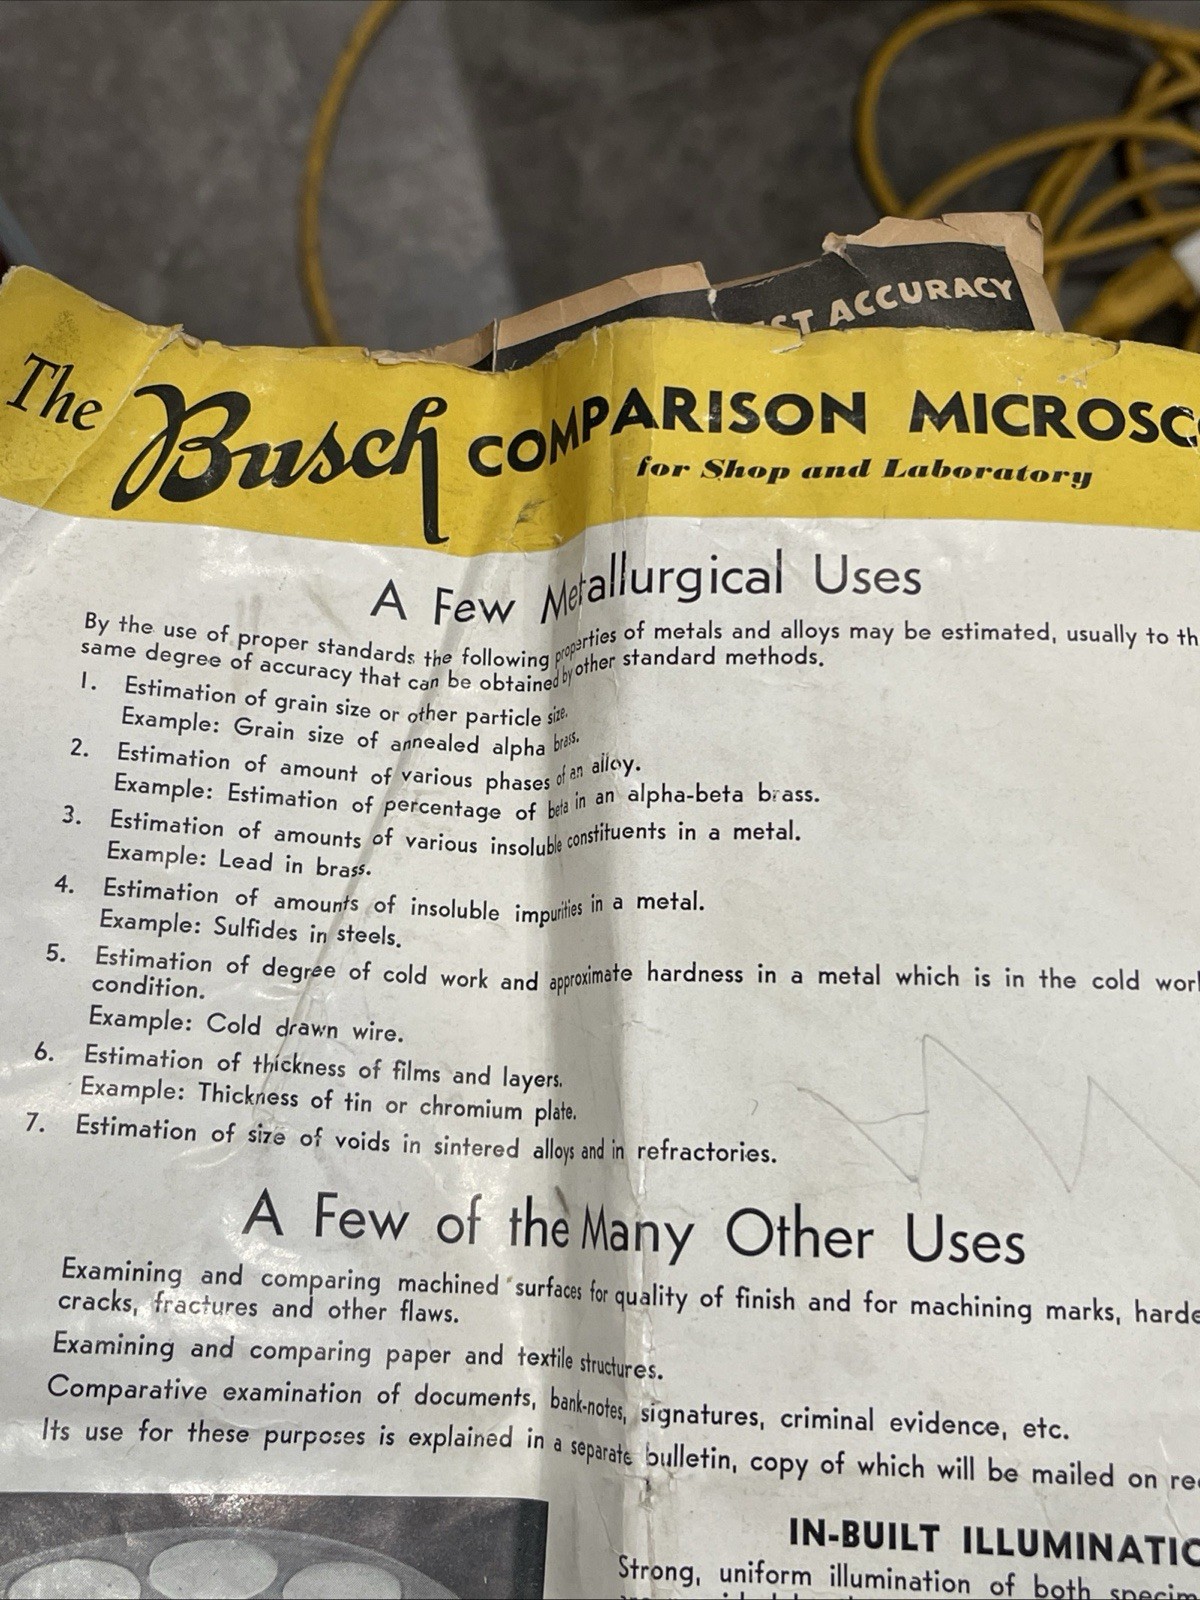 ST ACCURACY
The Busch COMPARISON MICROSCO
for Shop and Laboratory
A Few Metallurgical Uses
By the use of proper standards the following properties of metals and alloys may be estimated, usually to th
same degree of accuracy that can be obtained by other standard methods.
1. Estimation of grain size or other particle size.
Example: Grain size of annealed alpha brass.
2. Estimation of amount of various phases of an alloy.
Example: Estimation of percentage of beta in an alpha-beta brass.
3. Estimation of amounts of various insoluble constituents in a metal.
Example: Lead in brass.
4. Estimation of amounts of insoluble impurities in a metal.
Example: Sulfides in steels.
5. Estimation of degree of cold work and approximate hardness in a metal which is in the cold work
condition.
Example: Cold drawn wire.
6. Estimation of thickness of films and layers.
Example: Thickness of tin or chromium plate.
7. Estimation of size of voids in sintered alloys and in refractories.
A Few of the Many Other Uses
Examining and comparing machined surfaces for quality of finish and for machining marks, harde
cracks, fractures and other flaws.
Examining and comparing paper and textile structures.
Comparative examination of documents, bank-notes, signatures, criminal evidence, etc.
Its use for these purposes is explained in a separate bulletin, copy of which will be mailed on re
IN-BUILT ILLUMINATIO
Strong, uniform illumination of both specim